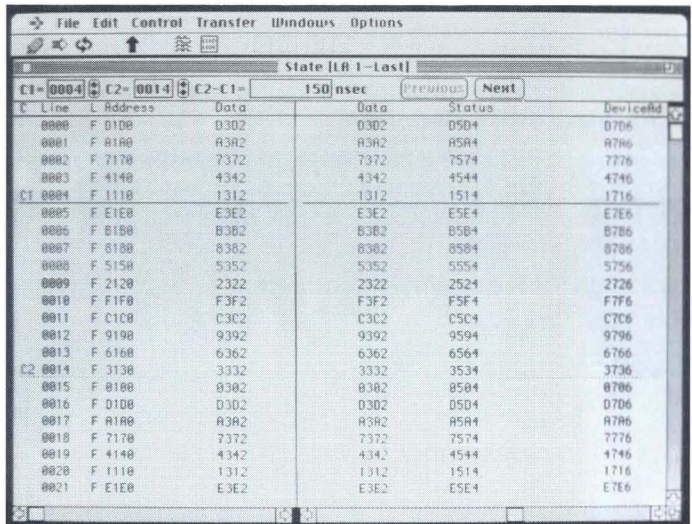 File Edit Control Transfer Windows Options
State [LA 1-Last]
C1= 0004 C2= 0014 C2-C1= 150 nsec Previous Next
C Line L Address Data Data Status DeviceAd
0000 F D1D0 D3D2 D3D2 D5D4 D7D6
0001 F A1A0 A3A2 A3A2 A5A4 A7A6
0002 F 7170 7372 7372 7574 7776
0003 F 4140 4342 4342 4544 4746
C1 0004 F 1110 1312 1312 1514 1716
0005 F E1E0 E3E2 E3E2 E5E4 E7E6
0006 F B1B0 B3B2 B3B2 B5B4 B7B6
0007 F 8180 8382 8382 8584 8786
0008 F 5150 5352 5352 5554 5756
0009 F 2120 2322 2322 2524 2726
0010 F F1F0 F3F2 F3F2 F5F4 F7F6
0011 F C1C0 C3C2 C3C2 C5C4 C7C6
0012 F 9190 9392 9392 9594 9796
0013 F 6160 6362 6362 6564 6766
C2 0014 F 3130 3332 3332 3534 3736
0015 F 0100 0302 0302 0504 0706
0016 F D1D0 D3D2 D3D2 D5D4 D7D6
0017 F A1A0 A3A2 A3A2 A5A4 A7A6
0018 F 7170 7372 7372 7574 7776
0019 F 4140 4342 4342 4544 4746
0020 F 1110 1312 1312 1514 1716
0021 F E1E0 E3E2 E3E2 E5E4 E7E6